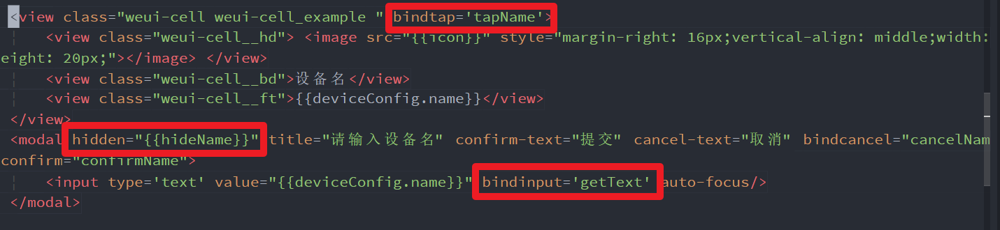 <view class="weui-cell weui-cell_example " bindtap='tapName'>
<view class="weui-cell__hd"> <image src="{{icon}}" style="margin-right: 16px;vertical-align: middle;width:
eight: 20px;"></image> </view>
<view class="weui-cell__bd">设备名</view>
<view class="weui-cell__ft">{{deviceConfig.name}}</view>
</view>
<modal hidden="{{hideName}}" title="请输入设备名" confirm-text="提交" cancel-text="取消" bindcancel="cancelNam
confirm="confirmName">
<input type='text' value="{{deviceConfig.name}}" bindinput='getText' auto-focus/>
</modal>